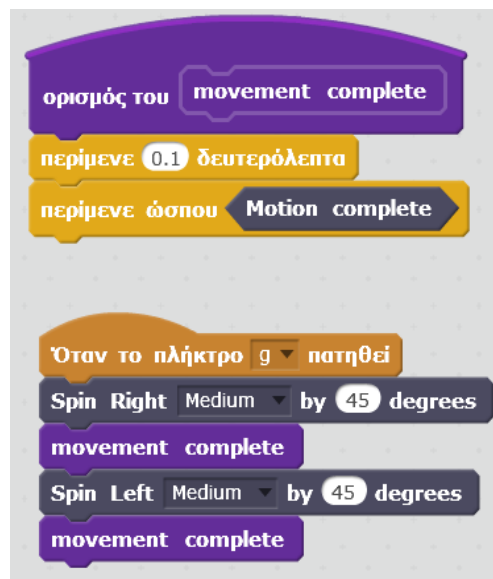 ορισμός του movement complete
περίμενε 0.1 δευτερόλεπτα
περίμενε ώσπου Motion complete
Όταν το πλήκτρο g πατηθεί
Spin Right Medium by 45 degrees
movement complete
Spin Left Medium by 45 degrees
movement complete